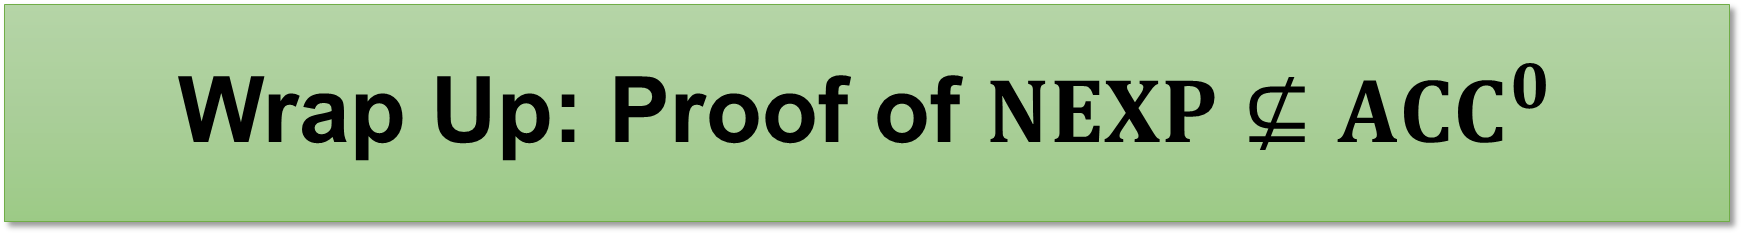 Wrap Up: Proof of NEXP ⊈ ACC⁰